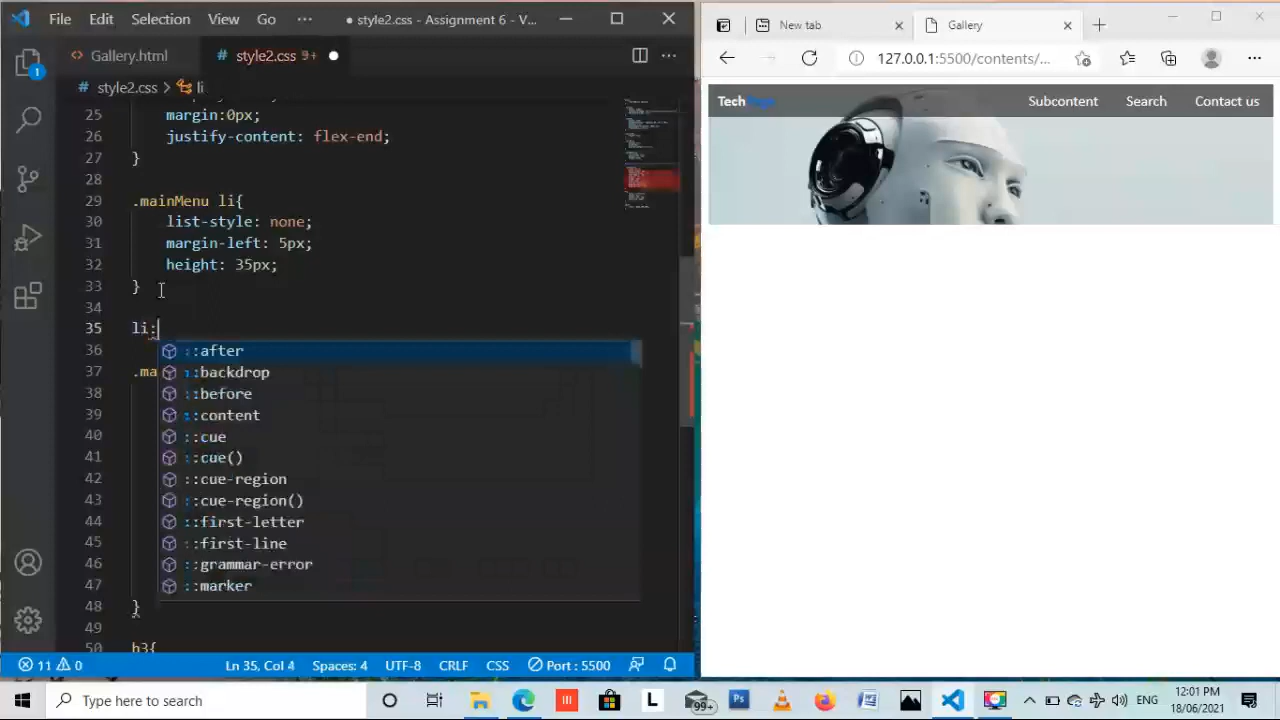 File Edit Selection View Go ··· ● style2.css - Assignment 6 - V...
Gallery.html # style2.css 9+ ●
# style2.css > li
25 margin:0px;
26 justify-content: flex-end;
27 }
28
29 .mainMenu li{
30 list-style: none;
31 margin-left: 5px;
32 height: 35px;
33 }
34
35 li:
36 ::after
37 .ma ::backdrop
38 ::before
39 ::content
40 ::cue
41 ::cue()
42 ::cue-region
43 ::cue-region()
44 ::first-letter
45 ::first-line
46 ::grammar-error
47 ::marker
48 }
49
50 h3{
1
11 0 Ln 35, Col 4 Spaces: 4 UTF-8 CRLF CSS Port : 5500
New tab Gallery
127.0.0.1:5500/contents/...
Subcontent Search Contact us
Tech
Type here to search
L 99+ Ps ENG 12:01 PM
18/06/2021